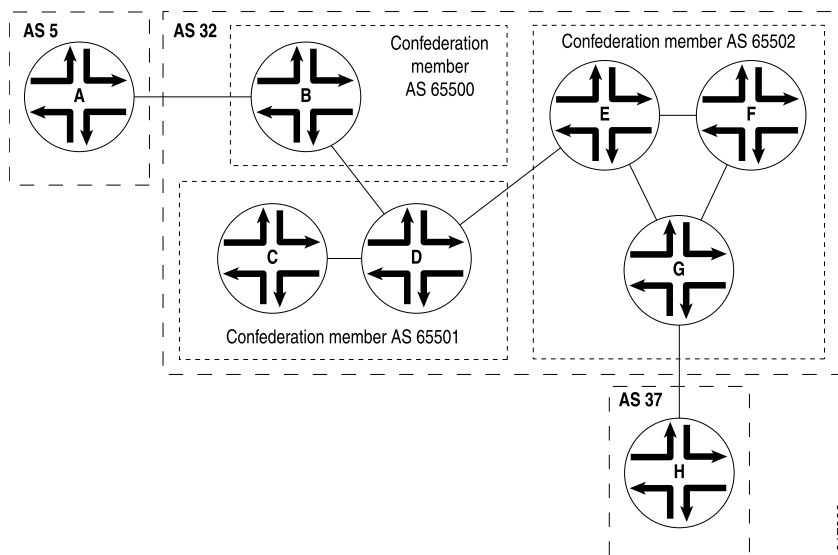 AS 5
AS 32
Confederation
member
AS 65500
Confederation member AS 65502
A
B
E
F
C
D
G
Confederation member AS 65501
AS 37
H